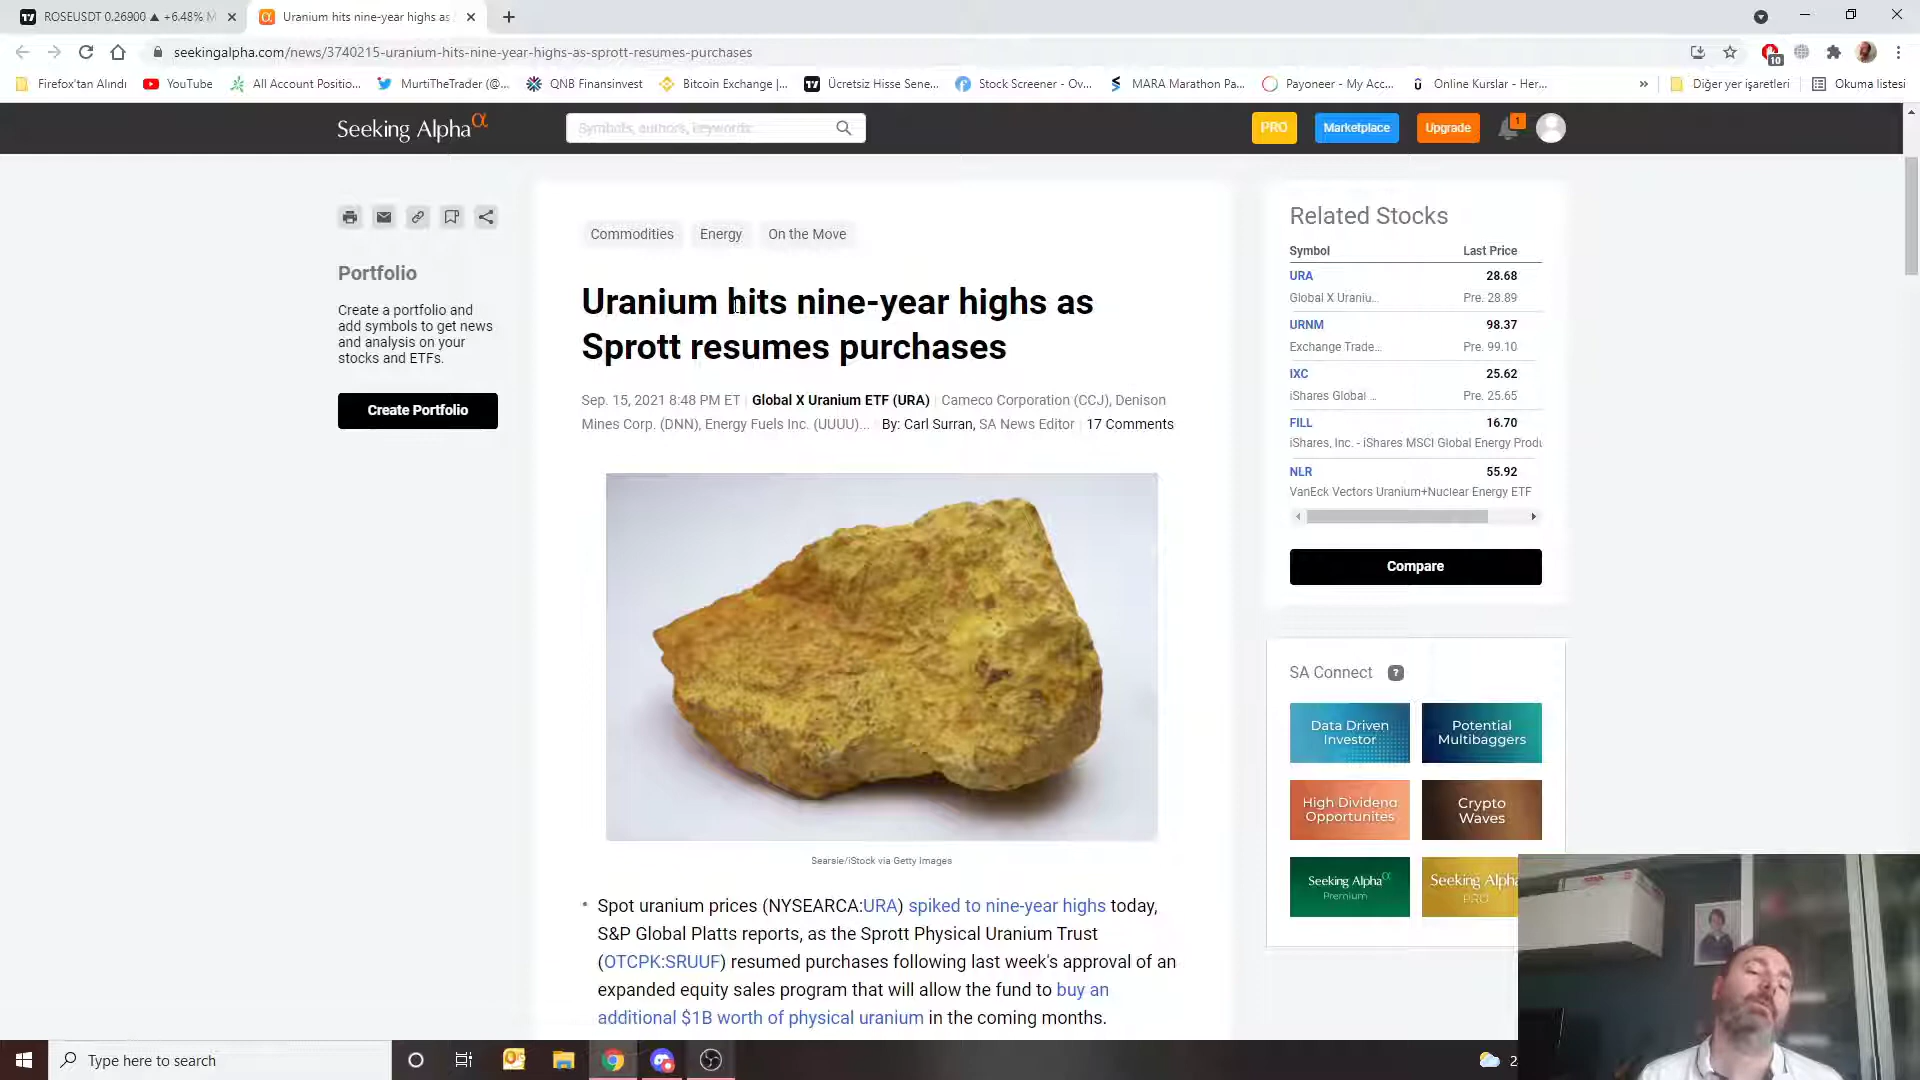 ROSEUSDT 0.26900 ▲ +6.48%
Uranium hits nine-year highs as
seekingalpha.com/news/3740215-uranium-hits-nine-year-highs-as-sprott-resumes-purchases
10
Firefox'tan Alındı
YouTube
All Account Positio...
MurtiTheTrader (@...
QNB Finansinvest
Bitcoin Exchange |...
Ücretsiz Hisse Sene...
Stock Screener - Ov...
MARA Marathon Pa...
Payoneer - My Acc...
Online Kurslar - Her...
»
Diğer yer işaretleri
Okuma listesi
Seeking Alpha α
Symbols, authors, keywords
PRO
Marketplace
Upgrade
1
Portfolio
Create a portfolio and
add symbols to get news
and analysis on your
stocks and ETFs.
Create Portfolio
Commodities
Energy
On the Move
Uranium hits nine-year highs as
Sprott resumes purchases
Sep. 15, 2021 8:48 PM ET | Global X Uranium ETF (URA) | Cameco Corporation (CCJ), Denison
Mines Corp. (DNN), Energy Fuels Inc. (UUUU)... By: Carl Surran, SA News Editor 17 Comments
Searsie/iStock via Getty Images
• Spot uranium prices (NYSEARCA:URA) spiked to nine-year highs today,
S&P Global Platts reports, as the Sprott Physical Uranium Trust
(OTCPK:SRUUF) resumed purchases following last week's approval of an
expanded equity sales program that will allow the fund to buy an
additional $1B worth of physical uranium in the coming months.
Related Stocks
Symbol Last Price
URA 28.68
Global X Uraniu... Pre. 28.89
URNM 98.37
Exchange Trade... Pre. 99.10
IXC 25.62
iShares Global ... Pre. 25.65
FILL 16.70
iShares, Inc. - iShares MSCI Global Energy Produ
NLR 55.92
VanEck Vectors Uranium+Nuclear Energy ETF
Compare
SA Connect ?
Data Driven
Investor
Potential
Multibaggers
High Dividend
Opportunites
Crypto
Waves
Seeking Alpha α
Premium
Seeking Alpha
PRO
Type here to search
2